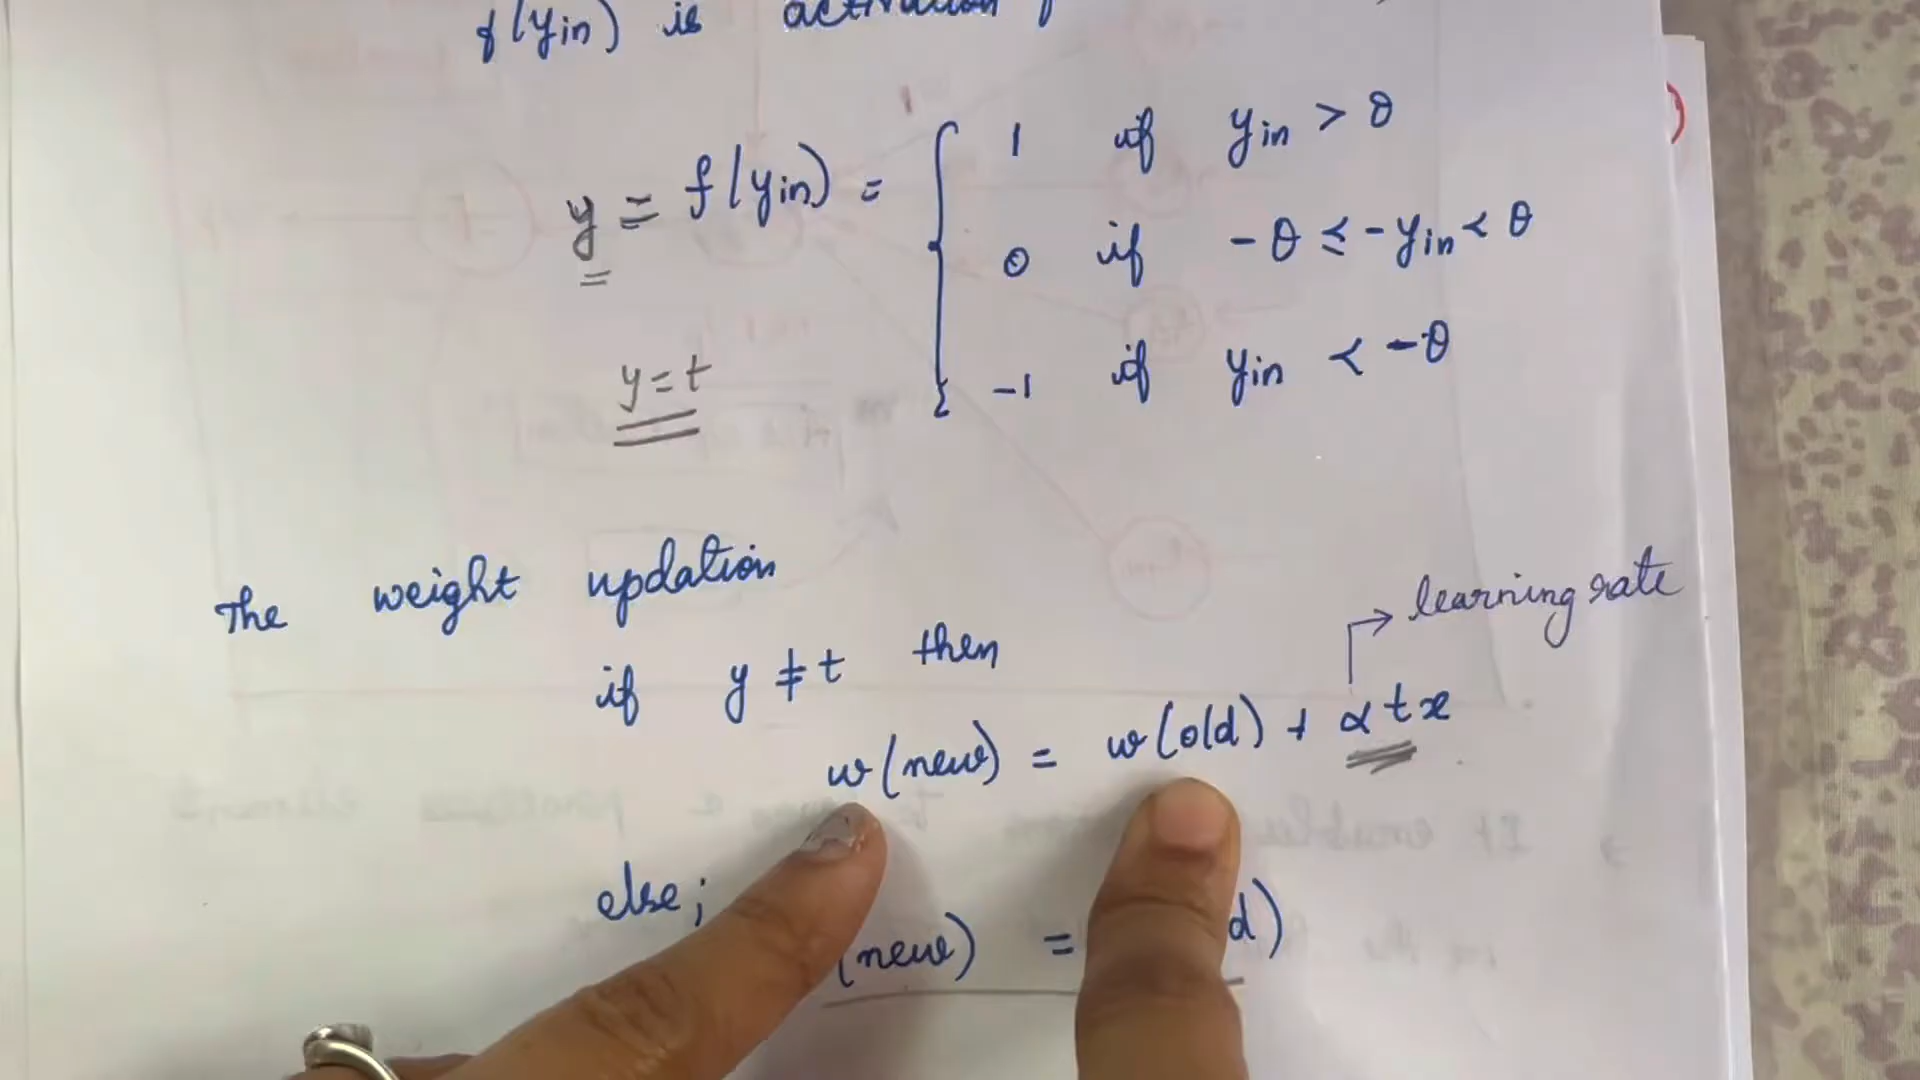 f(yin) is
y = f(yin) = { 1 if yin > θ
0 if -θ ≤ -yin < θ
-1 if yin < -θ
y = t
The weight updation
if y ≠ t then
→ learning rate
w(new) = w(old) + α t x
else;
(new) = d)